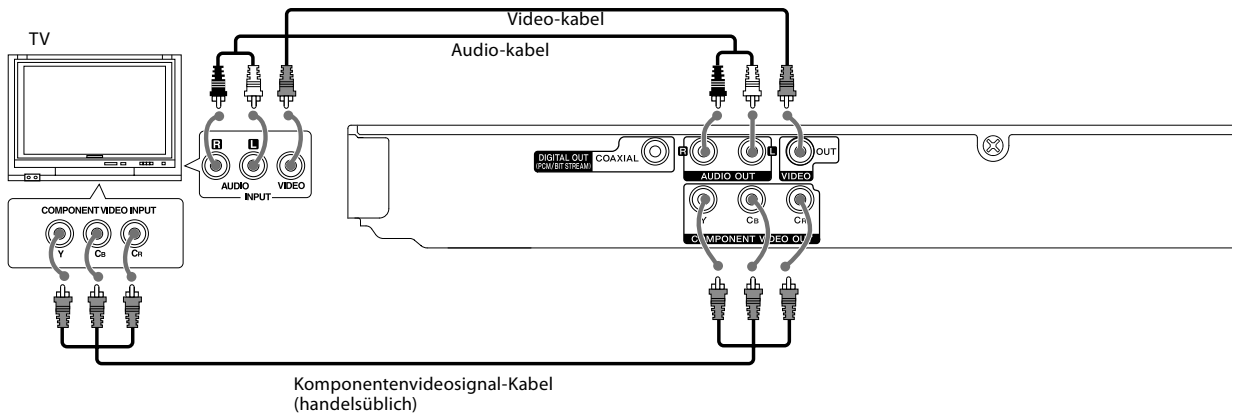 Video-kabel
TV
Audio-kabel
R L
AUDIO VIDEO
INPUT
DIGITAL OUT
(PCM/BIT STREAM)
COAXIAL
R L OUT
AUDIO OUT VIDEO
COMPONENT VIDEO INPUT
Y CB CR
Y CB CR
COMPONENT VIDEO OUT
Komponentenvideosignal-Kabel
(handelsüblich)